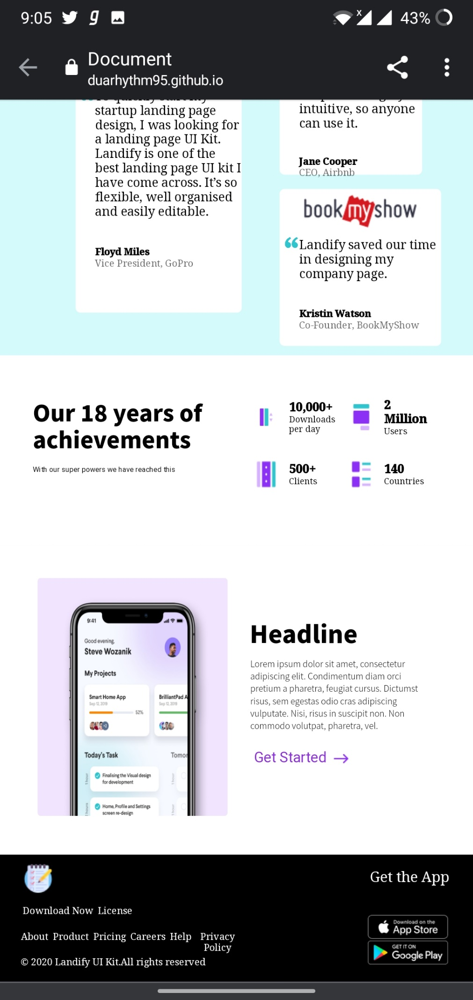 9:05
43%
Document
duarhythm95.github.io
To quickly start my
startup landing page
design, I was looking for
a landing page UI Kit.
Landify is one of the
best landing page UI kit I
have come across. It’s so
flexible, well organised
and easily editable.
Floyd Miles
Vice President, GoPro
intuitive, so anyone
can use it.
Jane Cooper
CEO, Airbnb
bookmyshow
“Landify saved our time
in designing my
company page.
Kristin Watson
Co-Founder, BookMyShow
Our 18 years of
achievements
With our super powers we have reached this
10,000+
Downloads
per day
2
Million
Users
500+
Clients
140
Countries
9:41
Good evening,
Steve Wozanik
My Projects
Smart Home App
Sep 12, 2019
52%
+2
BrilliantPad A
Sep 12, 2019
Today's Task
Tomor
1 hour
Finalising the Visual design
for development
1 hour
2 hours
Home, Profile and Settings
screen re-design
1 hour
Headline
Lorem ipsum dolor sit amet, consectetur
adipiscing elit. Condimentum diam orci
pretium a pharetra, feugiat cursus. Dictumst
risus, sem egestas odio cras adipiscing
vulputate. Nisi, risus in suscipit non. Non
commodo volutpat, pharetra, vel.
Get Started →
Get the App
Download Now License
About Product Pricing Careers Help Privacy
Policy
© 2020 Landify UI Kit.All rights reserved
Download on the
App Store
GET IT ON
Google Play